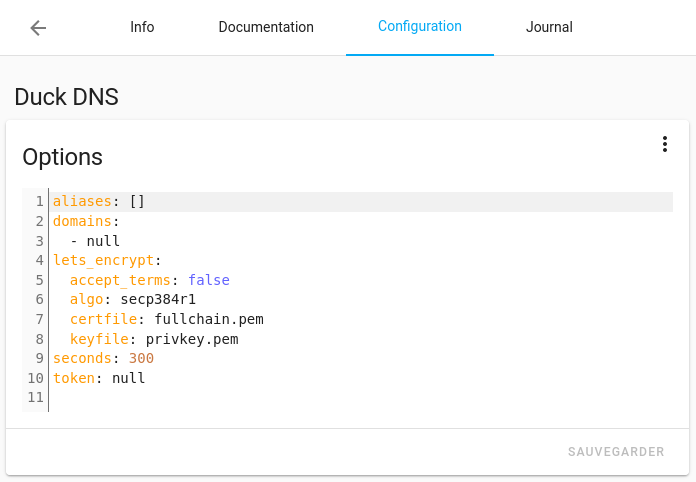 Info Documentation Configuration Journal
Duck DNS
Options
1 aliases: []
2 domains:
3   - null
4 lets_encrypt:
5   accept_terms: false
6   algo: secp384r1
7   certfile: fullchain.pem
8   keyfile: privkey.pem
9 seconds: 300
10 token: null
11
SAUVEGARDER